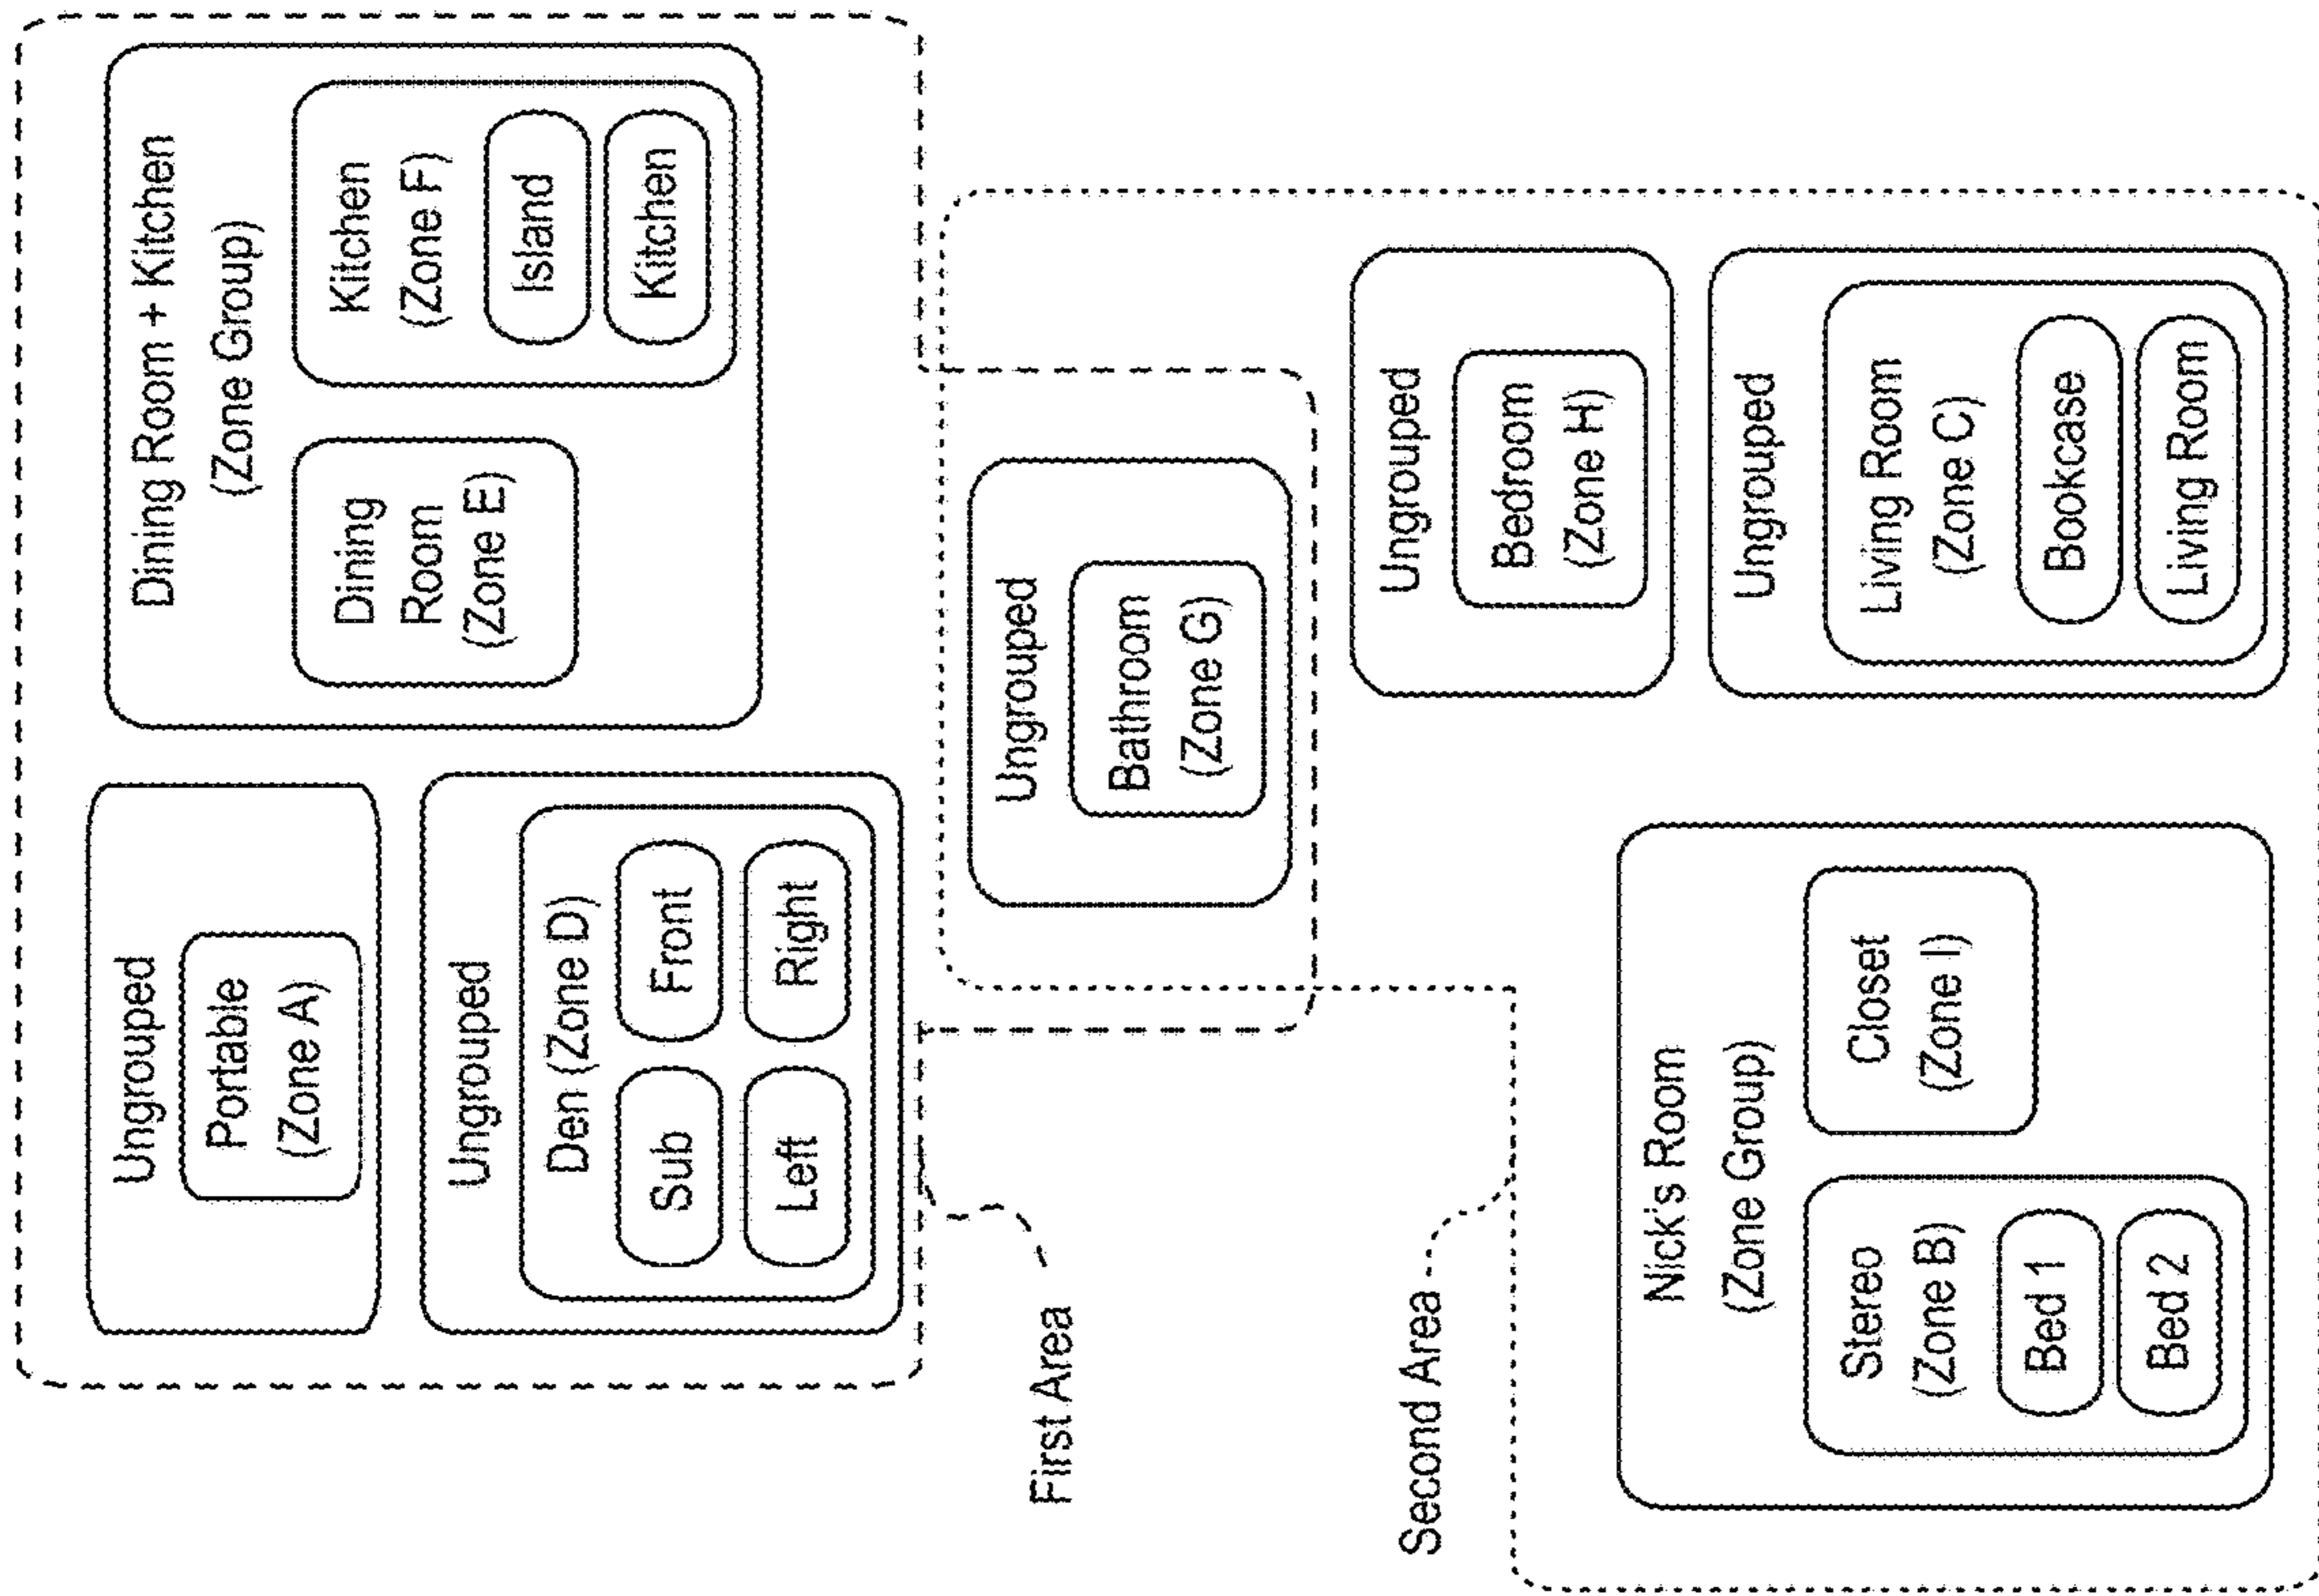 Ungrouped
Portable
(Zone A)
Ungrouped
Den (Zone D)
Sub
Front
Left
Right
Dining Room + Kitchen
(Zone Group)
Dining
Room
(Zone E)
Kitchen
(Zone F)
Island
Kitchen
First Area
Ungrouped
Bathroom
(Zone G)
Second Area
Ungrouped
Bedroom
(Zone H)
Nick's Room
(Zone Group)
Stereo
(Zone B)
Bed 1
Bed 2
Closet
(Zone I)
Ungrouped
Living Room
(Zone C)
Bookcase
Living Room